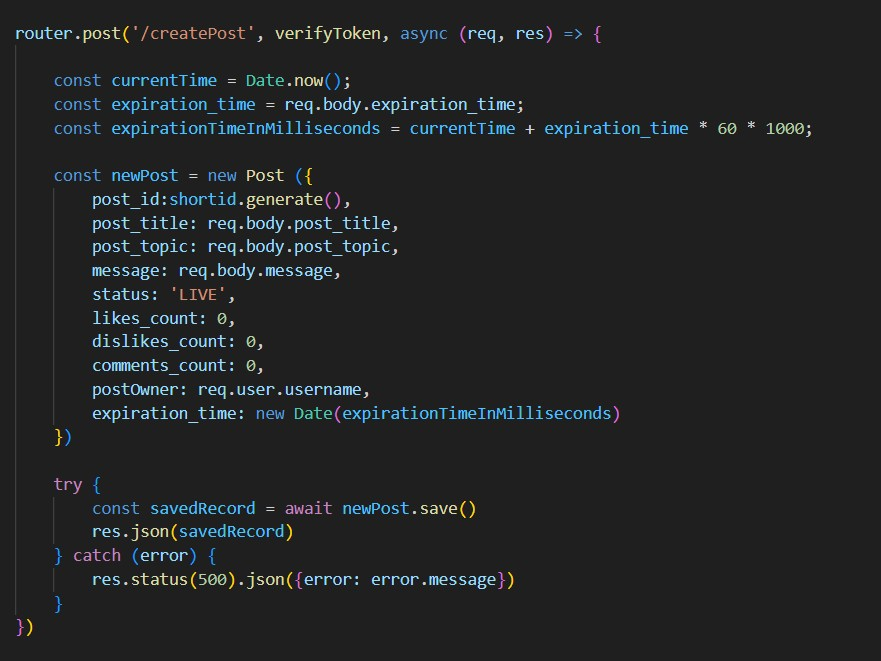 router.post('/createPost', verifyToken, async (req, res) => {
const currentTime = Date.now();
const expiration_time = req.body.expiration_time;
const expirationTimeInMilliseconds = currentTime + expiration_time * 60 * 1000;
const newPost = new Post ({
post_id:shortid.generate(),
post_title: req.body.post_title,
post_topic: req.body.post_topic,
message: req.body.message,
status: 'LIVE',
likes_count: 0,
dislikes_count: 0,
comments_count: 0,
postOwner: req.user.username,
expiration_time: new Date(expirationTimeInMilliseconds)
})
try {
const savedRecord = await newPost.save()
res.json(savedRecord)
} catch (error) {
res.status(500).json({error: error.message})
}
})